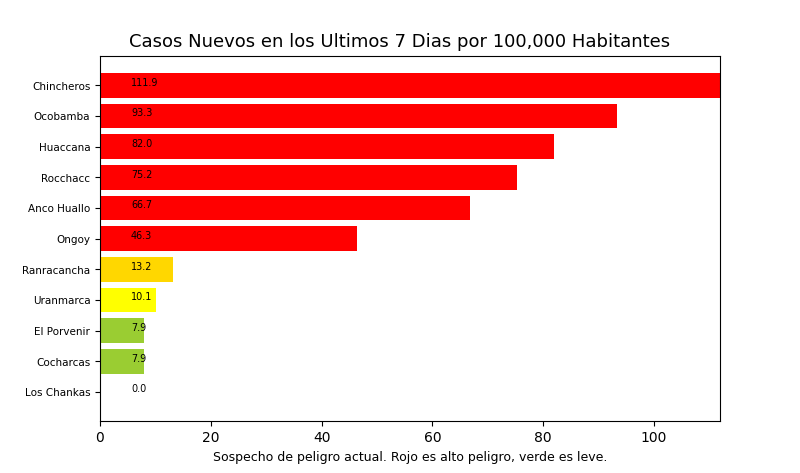 Casos Nuevos en los Ultimos 7 Dias por 100,000 Habitantes
Chincheros 111.9
Ocobamba 93.3
Huaccana 82.0
Rocchacc 75.2
Anco Huallo 66.7
Ongoy 46.3
Ranracancha 13.2
Uranmarca 10.1
El Porvenir 7.9
Cocharcas 7.9
Los Chankas 0.0
0 20 40 60 80 100
Sospecho de peligro actual. Rojo es alto peligro, verde es leve.